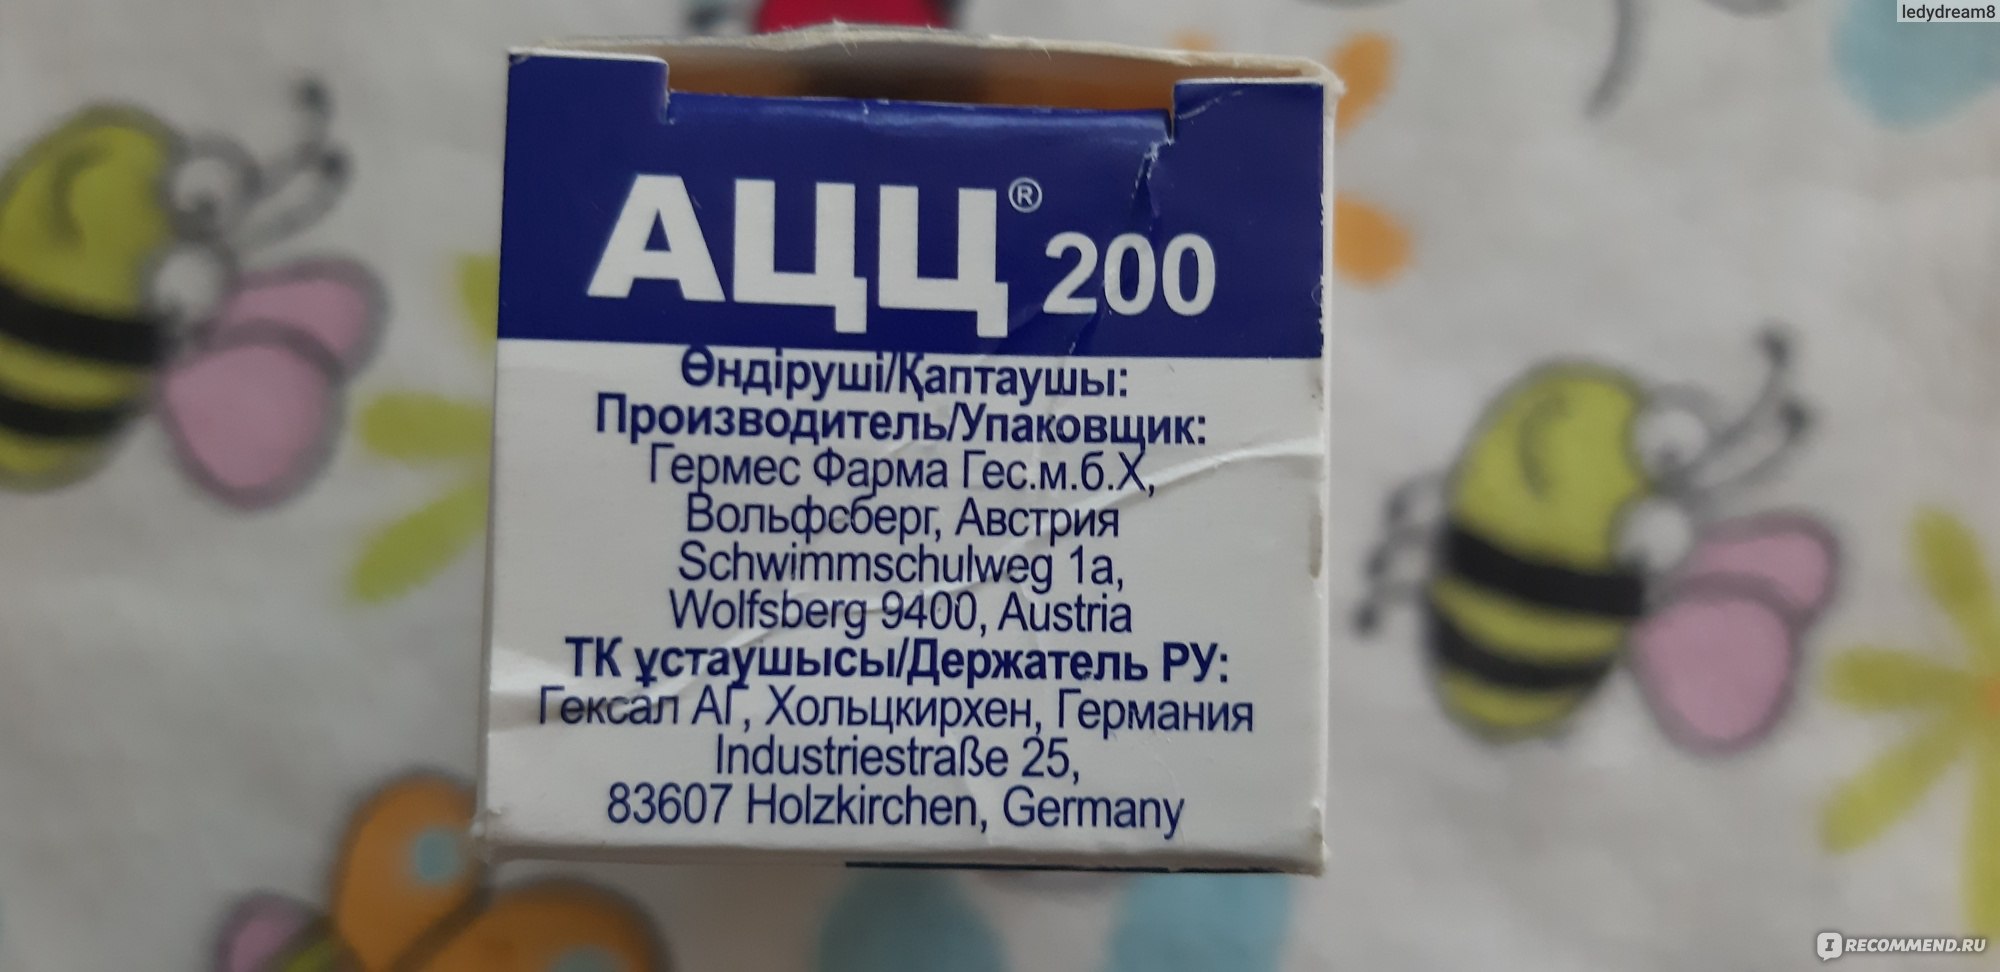 ledydream8
АЦЦ® 200
Өндіруші/Қаптаушы:
Производитель/Упаковщик:
Гермес Фарма Гес.м.б.Х,
Вольфсберг, Австрия
Schwimmschulweg 1a,
Wolfsberg 9400, Austria
ТК ұстаушысы/Держатель РУ:
Гексал АГ, Хольцкирхен, Германия
Industriestraße 25,
83607 Holzkirchen, Germany
IRECOMMEND.RU